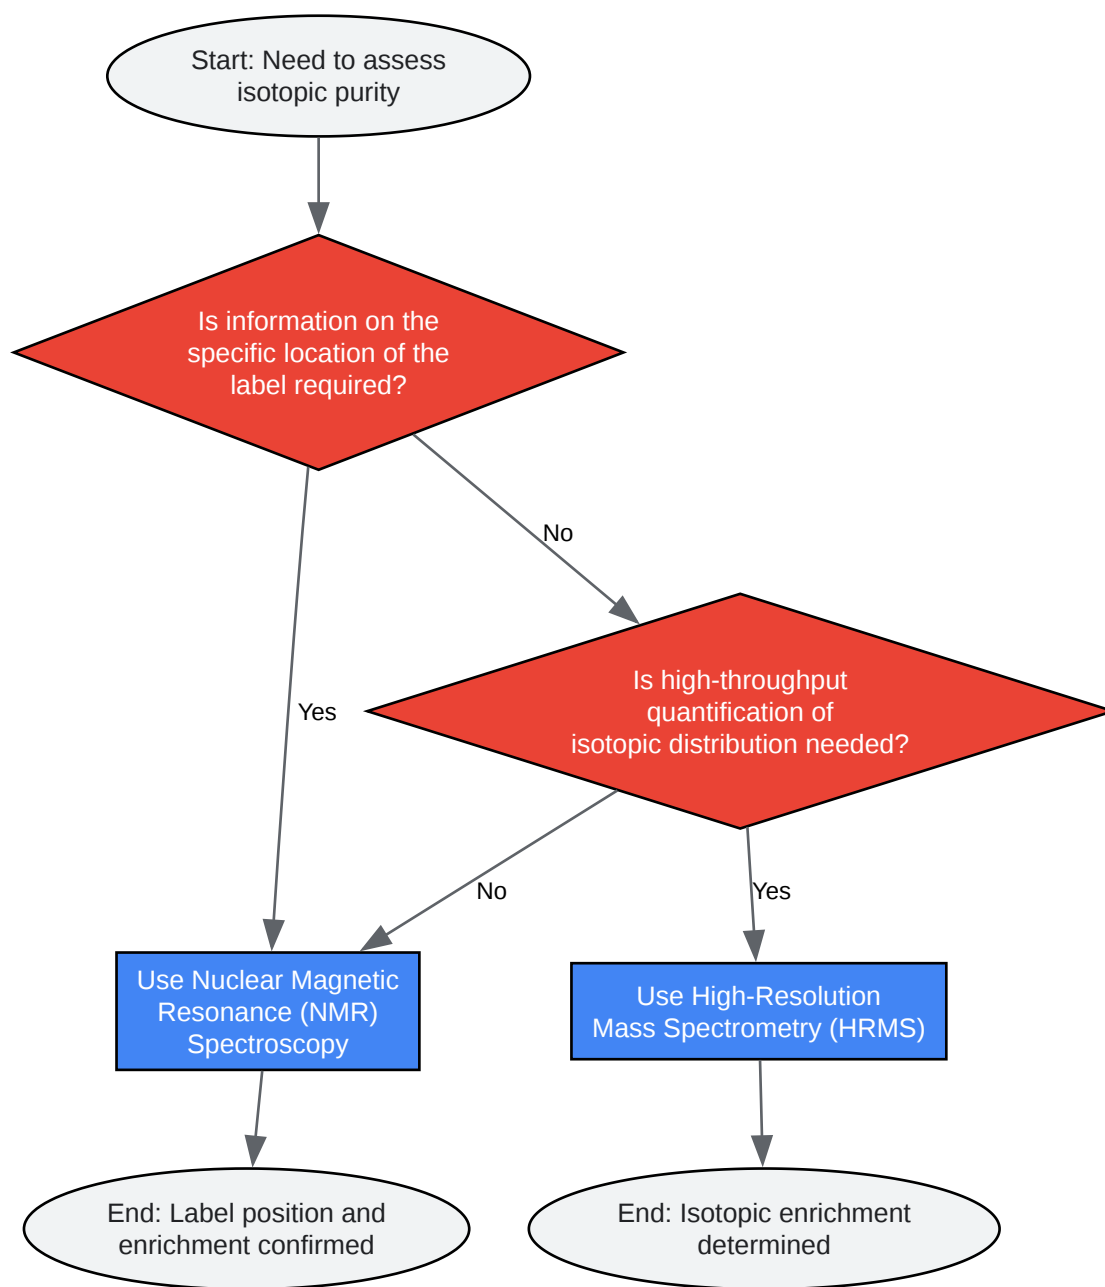 Start: Need to assess
isotopic purity
Is information on the
specific location of the
label required?
No
Is high-throughput
quantification of
isotopic distribution needed?
Yes
No
Yes
Use Nuclear Magnetic
Resonance (NMR)
Spectroscopy
Use High-Resolution
Mass Spectrometry (HRMS)
End: Label position and
enrichment confirmed
End: Isotopic enrichment
determined